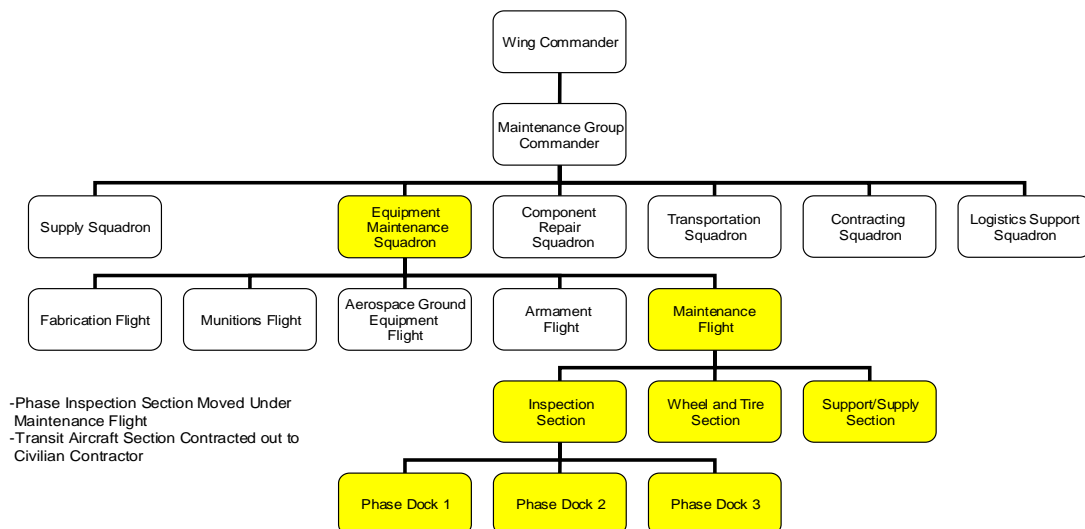 Wing Commander
Maintenance Group
Commander
Supply Squadron
Equipment
Maintenance
Squadron
Component
Repair
Squadron
Transportation
Squadron
Contracting
Squadron
Logistics Support
Squadron
Fabrication Flight
Munitions Flight
Aerospace Ground
Equipment
Flight
Armament
Flight
Maintenance
Flight
-Phase Inspection Section Moved Under
Maintenance Flight
-Transit Aircraft Section Contracted out to
Civilian Contractor
Inspection
Section
Wheel and Tire
Section
Support/Supply
Section
Phase Dock 1
Phase Dock 2
Phase Dock 3